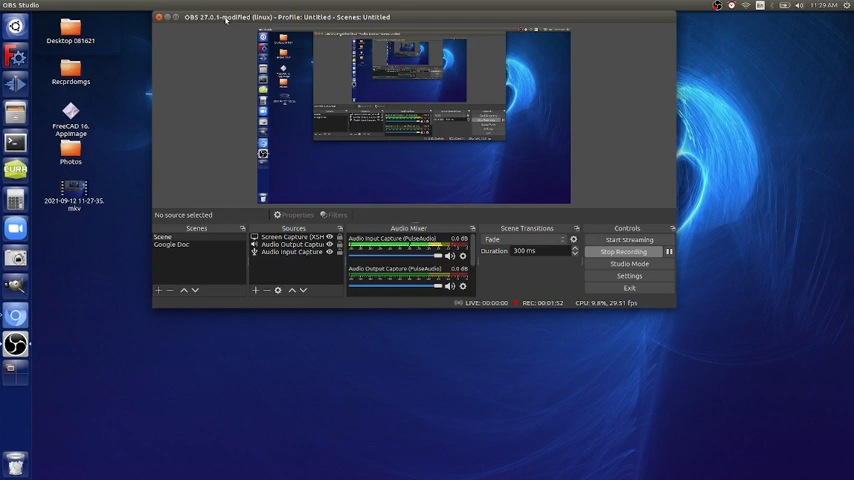 OBS Studio
En
11:29 AM
OBS 27.0.1-modified (linux) - Profile: Untitled - Scenes: Untitled
Desktop 081621
Recprdomgs
FreeCAD 16.
AppImage
Photos
2021-09-12 11-27-35.
mkv
CURA
No source selected
Properties
Filters
Scenes
Sources
Audio Mixer
Scene Transitions
Controls
Scene
Google Doc
Screen Capture (XSH
Audio Output Captu
Audio Input Capture
Audio Input Capture (PulseAudio)
0.0 dB
Audio Output Capture (PulseAudio)
0.0 dB
Fade
Duration
300 ms
Start Streaming
Stop Recording
Studio Mode
Settings
Exit
LIVE: 00:00:00
REC: 00:01:52
CPU: 9.8%, 29.51 fps